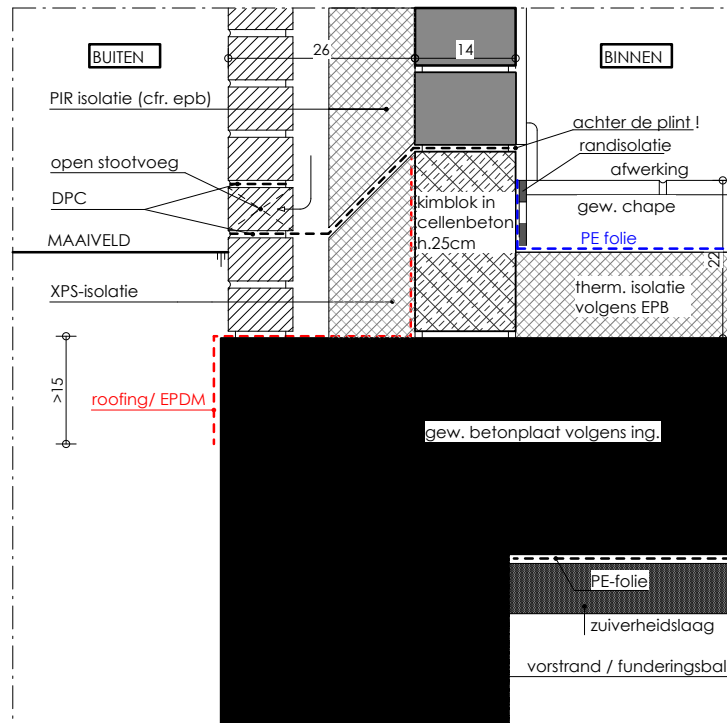 26
14
BUITEN
BINNEN
PIR isolatie (cfr. epb)
achter de plint !
randisolatie
open stootvoeg
afwerking
DPC
kimblok in
cellenbeton
h.25cm
gew. chape
MAAIVELD
PE folie
22
XPS-isolatie
therm. isolatie
volgens EPB
>15
roofing/ EPDM
gew. betonplaat volgens ing.
PE-folie
zuiverheidslaag
vorstrand / funderingsbal